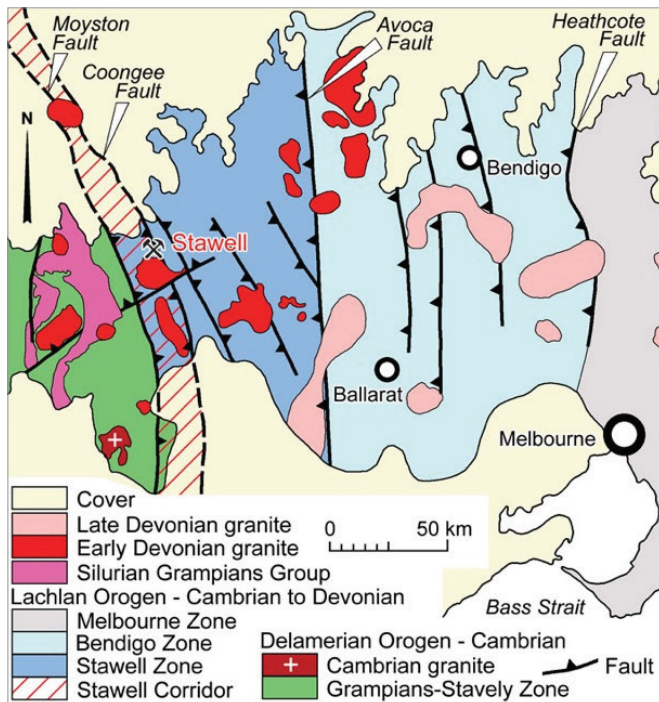 Moyston
Fault
Coongee
Fault
Avoca
Fault
Heathcote
Fault
N
Bendigo
Stawell
Ballarat
Melbourne
Cover
Late Devonian granite
Early Devonian granite
Silurian Grampians Group
0 50 km
Lachlan Orogen - Cambrian to Devonian
Melbourne Zone
Bendigo Zone
Stawell Zone
Stawell Corridor
Bass Strait
Delamerian Orogen - Cambrian
Cambrian granite
Fault
Grampians-Stavely Zone